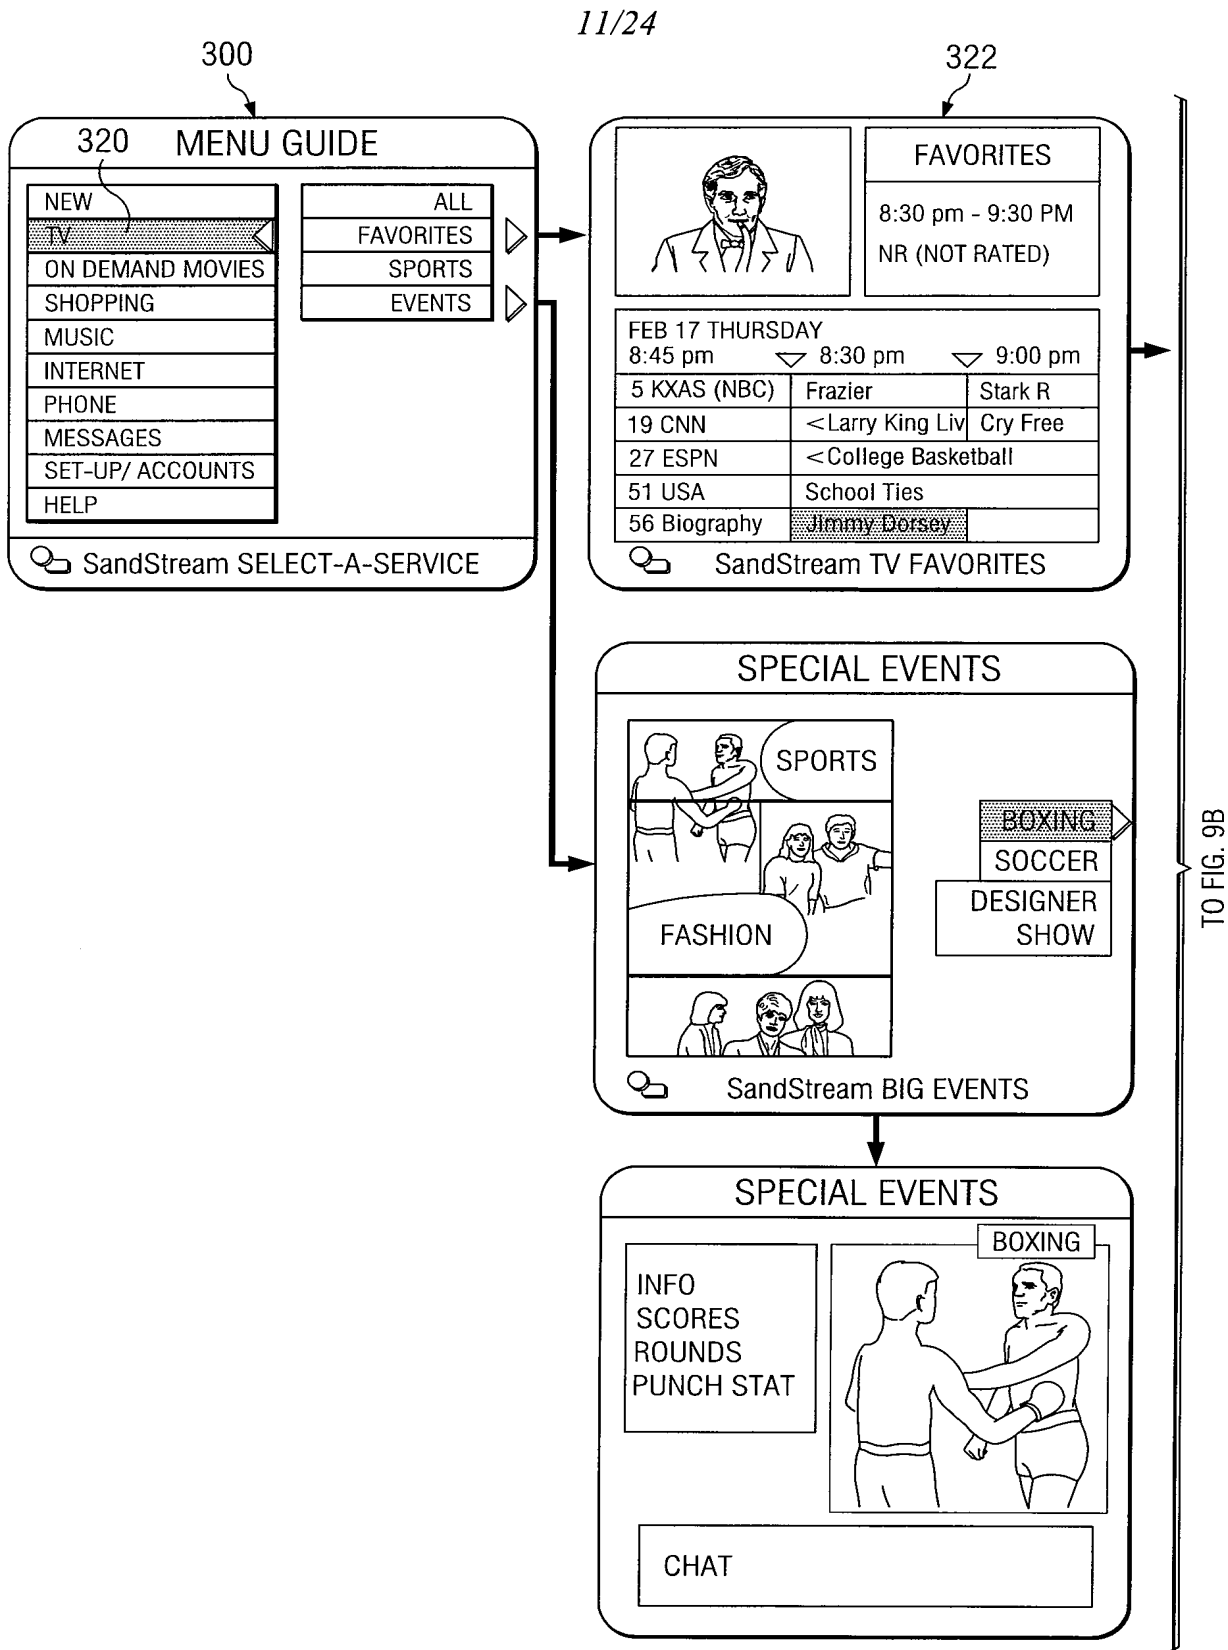 11/24
300
322
320
MENU GUIDE
NEW
TV
ON DEMAND MOVIES
SHOPPING
MUSIC
INTERNET
PHONE
MESSAGES
SET-UP/ ACCOUNTS
HELP
ALL
FAVORITES
SPORTS
EVENTS
SandStream SELECT-A-SERVICE
FAVORITES
8:30 pm - 9:30 PM
NR (NOT RATED)
FEB 17 THURSDAY
8:45 pm 8:30 pm 9:00 pm
5 KXAS (NBC) Frazier Stark R
19 CNN <Larry King Liv Cry Free
27 ESPN <College Basketball
51 USA School Ties
56 Biography Jimmy Dorsey
SandStream TV FAVORITES
SPECIAL EVENTS
SPORTS
FASHION
BOXING
SOCCER
DESIGNER
SHOW
SandStream BIG EVENTS
SPECIAL EVENTS
INFO
SCORES
ROUNDS
PUNCH STAT
BOXING
CHAT
TO FIG. 9B